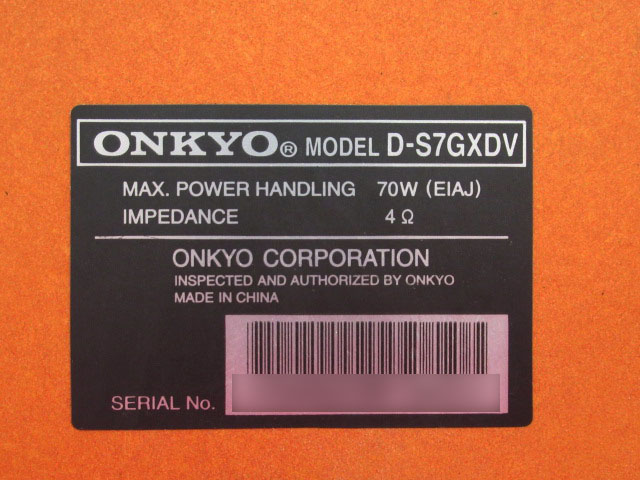 ONKYO® MODEL D-S7GXDV
MAX. POWER HANDLING 70W (EIAJ)
IMPEDANCE 4 Ω
ONKYO CORPORATION
INSPECTED AND AUTHORIZED BY ONKYO
MADE IN CHINA
SERIAL No.